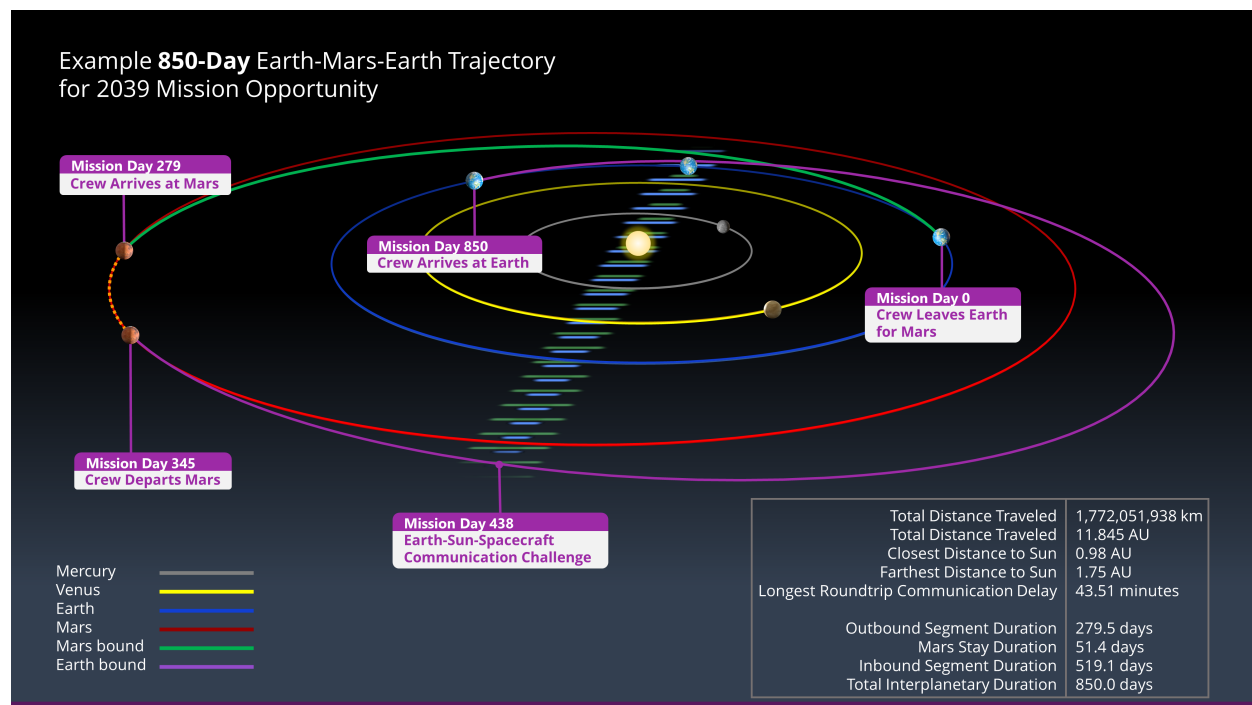 Example 850-Day Earth-Mars-Earth Trajectory
for 2039 Mission Opportunity
Mission Day 279
Crew Arrives at Mars
Mission Day 850
Crew Arrives at Earth
Mission Day 0
Crew Leaves Earth
for Mars
Mission Day 345
Crew Departs Mars
Mission Day 438
Earth-Sun-Spacecraft
Communication Challenge
Mercury
Venus
Earth
Mars
Mars bound
Earth bound
Total Distance Traveled 1,772,051,938 km
Total Distance Traveled 11.845 AU
Closest Distance to Sun 0.98 AU
Farthest Distance to Sun 1.75 AU
Longest Roundtrip Communication Delay 43.51 minutes
Outbound Segment Duration 279.5 days
Mars Stay Duration 51.4 days
Inbound Segment Duration 519.1 days
Total Interplanetary Duration 850.0 days